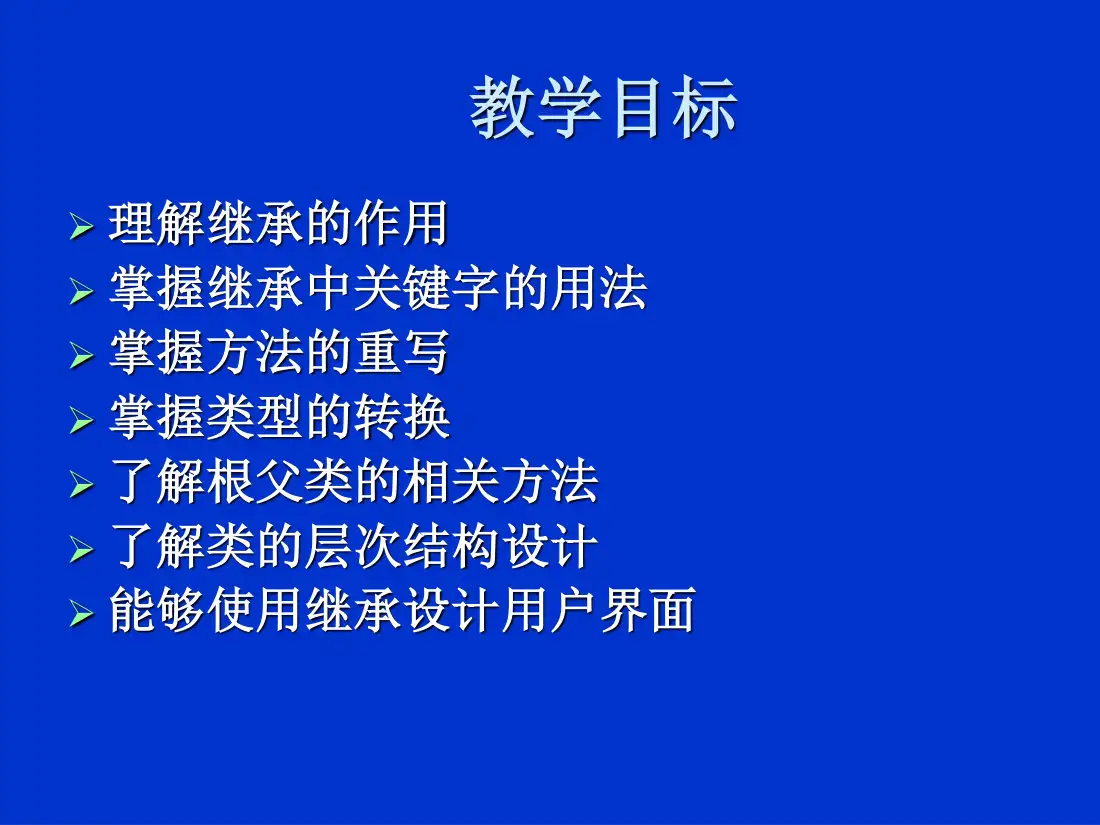 教学目标
理解继承的作用
掌握继承中关键字的用法
掌握方法的重写
掌握类型的转换
了解根父类的相关方法
了解类的层次结构设计
能够使用继承设计用户界面